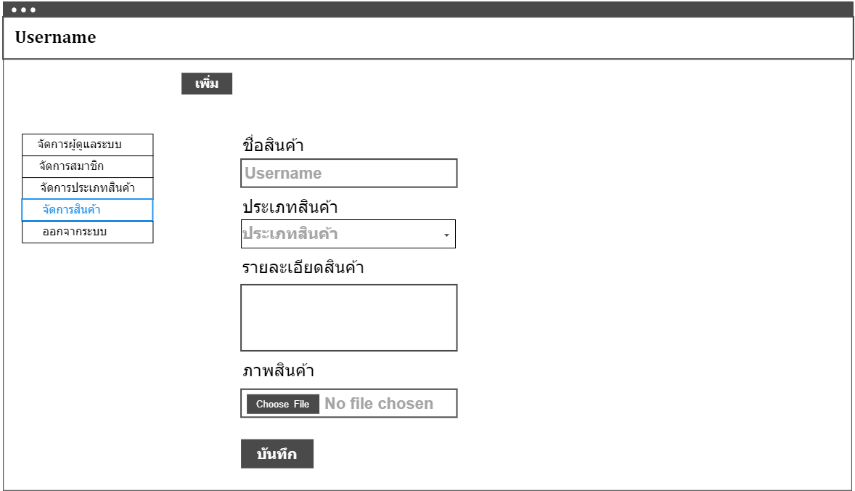 Username
เพิ่ม
จัดการผู้ดูแลระบบ
จัดการสมาชิก
จัดการประเภทสินค้า
จัดการสินค้า
ออกจากระบบ
ชื่อสินค้า
Username
ประเภทสินค้า
ประเภทสินค้า
รายละเอียดสินค้า
ภาพสินค้า
Choose File No file chosen
บันทึก